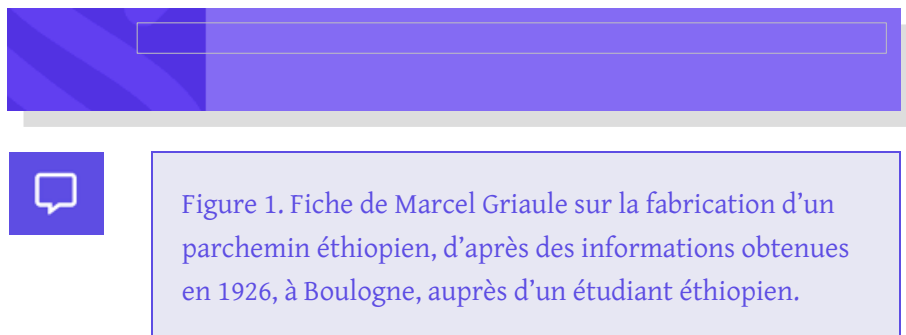 Figure 1. Fiche de Marcel Griaule sur la fabrication d’un
parchemin éthiopien, d’après des informations obtenues
en 1926, à Boulogne, auprès d’un étudiant éthiopien.